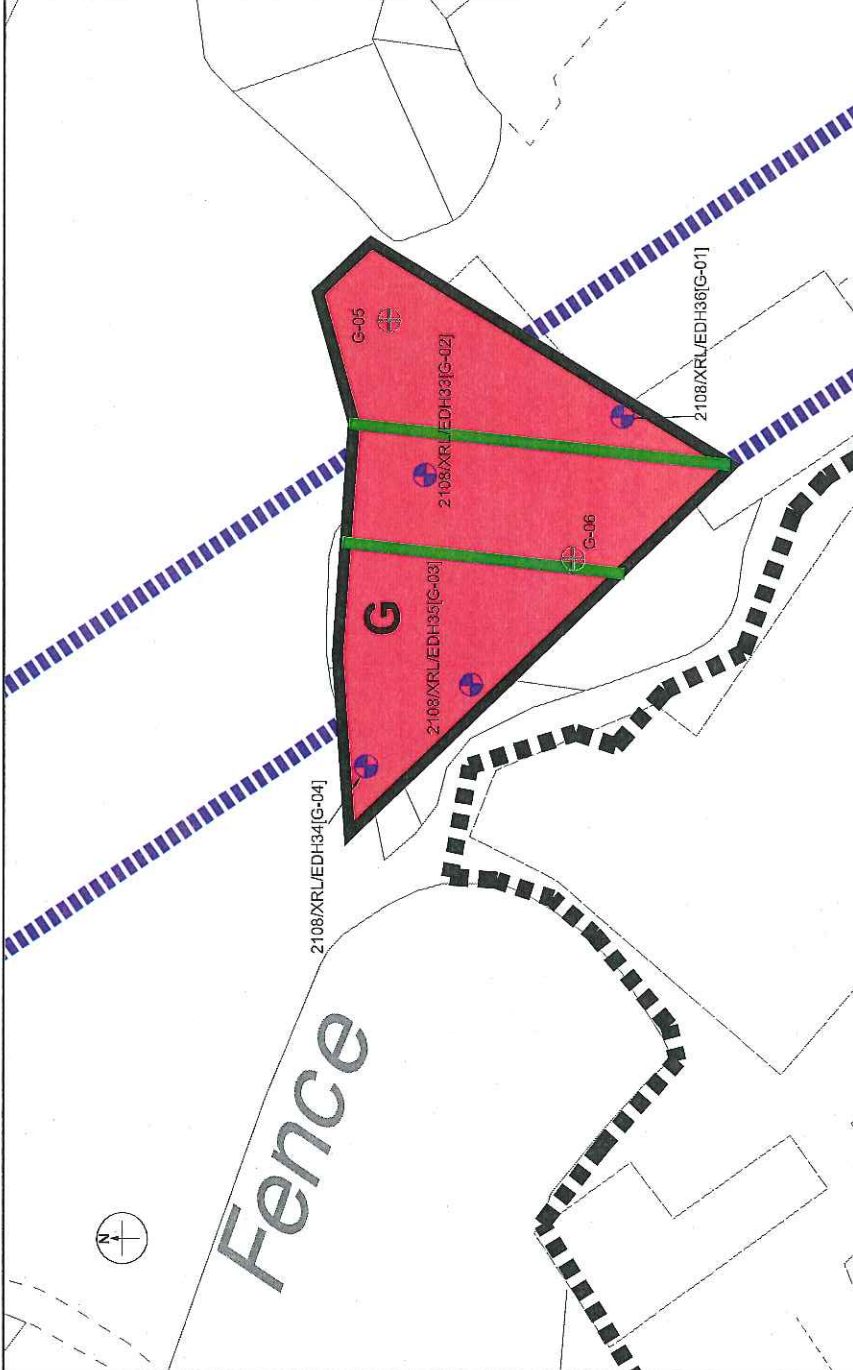 N
Fence
G
G-05
2108/XRL/EDH33[G-02]
2108/XRL/EDH36[G-01]
G-06
2108/XRL/EDH35[G-03]
2108/XRL/EDH34[G-04]